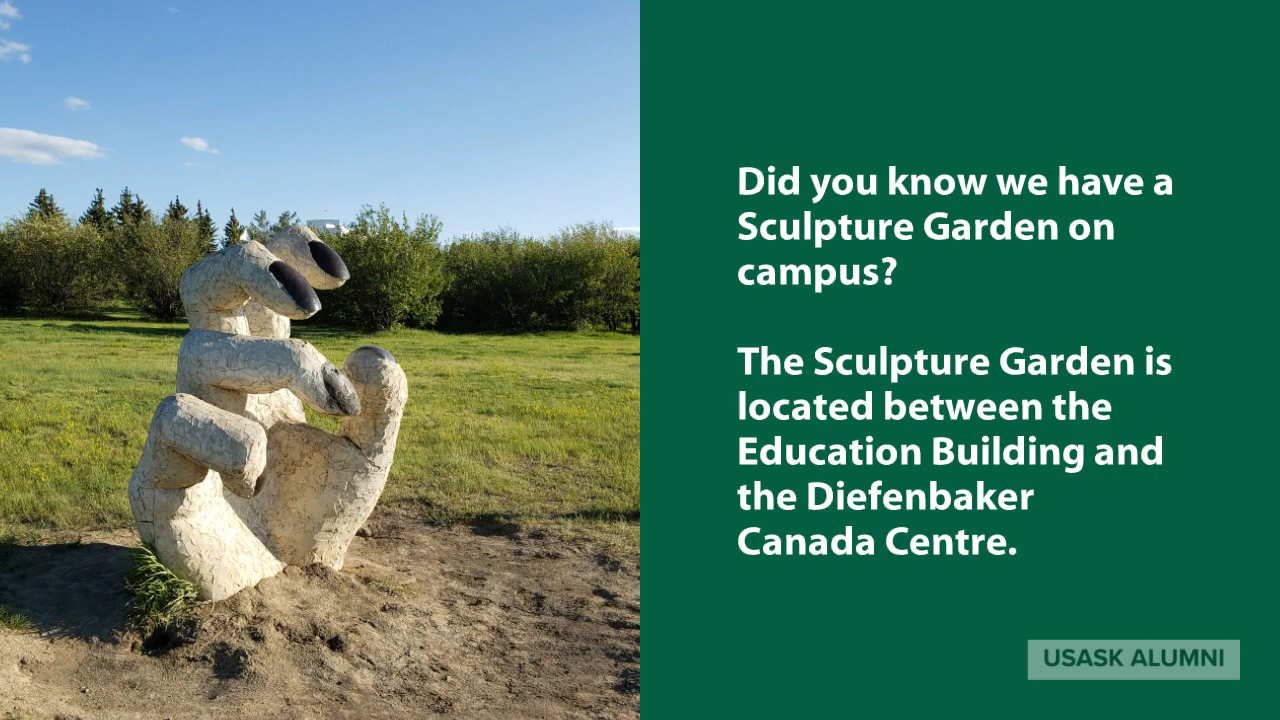 Did you know we have a
Sculpture Garden on
campus?
The Sculpture Garden is
located between the
Education Building and
the Diefenbaker
Canada Centre.
USASK ALUMNI